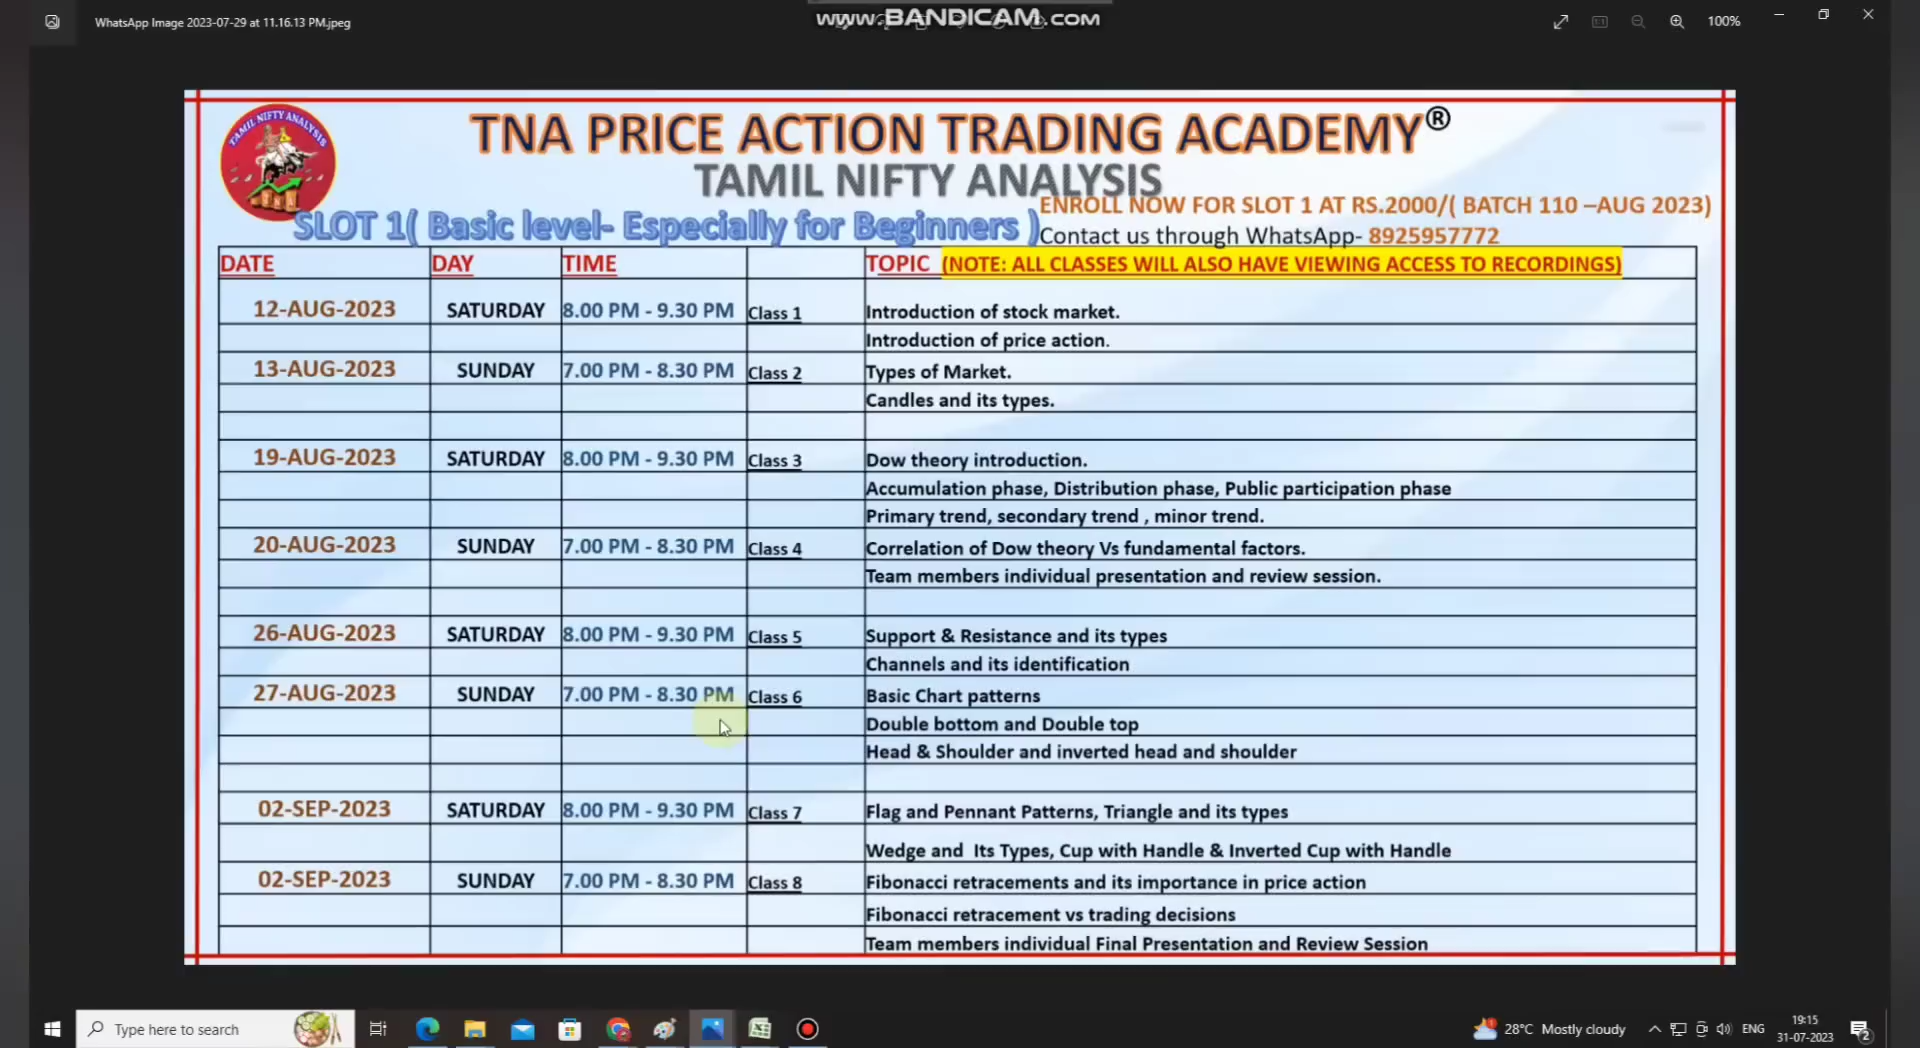 WhatsApp Image 2023-07-29 at 11.16.13 PM.jpeg
www.BANDICAM.COM
100%
TAMIL NIFTY ANALYSIS
TNA
TNA PRICE ACTION TRADING ACADEMY®
TAMIL NIFTY ANALYSIS
ENROLL NOW FOR SLOT 1 AT RS.2000/( BATCH 110 –AUG 2023)
SLOT 1( Basic level- Especially for Beginners )
Contact us through WhatsApp- 8925957772
DATE DAY TIME TOPIC (NOTE: ALL CLASSES WILL ALSO HAVE VIEWING ACCESS TO RECORDINGS)
12-AUG-2023 SATURDAY 8.00 PM - 9.30 PM Class 1 Introduction of stock market.
Introduction of price action.
13-AUG-2023 SUNDAY 7.00 PM - 8.30 PM Class 2 Types of Market.
Candles and its types.
19-AUG-2023 SATURDAY 8.00 PM - 9.30 PM Class 3 Dow theory introduction.
Accumulation phase, Distribution phase, Public participation phase
Primary trend, secondary trend , minor trend.
20-AUG-2023 SUNDAY 7.00 PM - 8.30 PM Class 4 Correlation of Dow theory Vs fundamental factors.
Team members individual presentation and review session.
26-AUG-2023 SATURDAY 8.00 PM - 9.30 PM Class 5 Support & Resistance and its types
Channels and its identification
27-AUG-2023 SUNDAY 7.00 PM - 8.30 PM Class 6 Basic Chart patterns
Double bottom and Double top
Head & Shoulder and inverted head and shoulder
02-SEP-2023 SATURDAY 8.00 PM - 9.30 PM Class 7 Flag and Pennant Patterns, Triangle and its types
Wedge and Its Types, Cup with Handle & Inverted Cup with Handle
02-SEP-2023 SUNDAY 7.00 PM - 8.30 PM Class 8 Fibonacci retracements and its importance in price action
Fibonacci retracement vs trading decisions
Team members individual Final Presentation and Review Session
Type here to search
28°C Mostly cloudy
ENG
19:15
31-07-2023
2